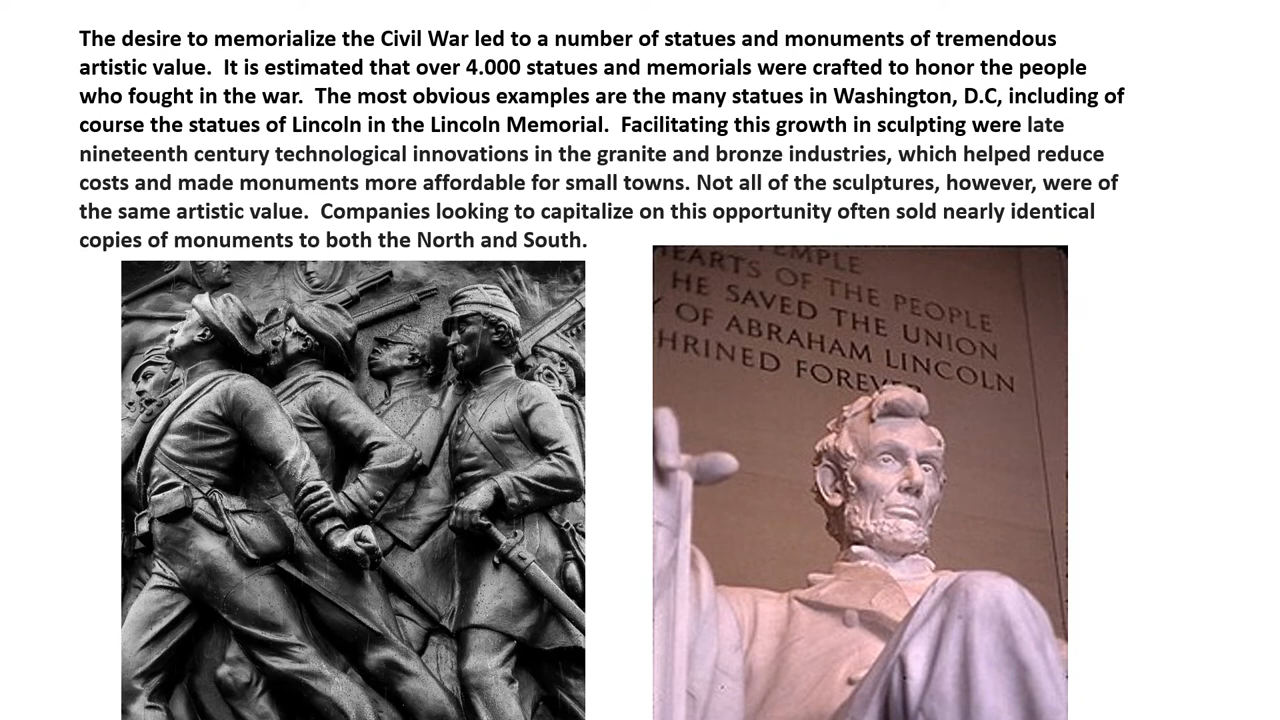 The desire to memorialize the Civil War led to a number of statues and monuments of tremendous
artistic value.  It is estimated that over 4.000 statues and memorials were crafted to honor the people
who fought in the war.  The most obvious examples are the many statues in Washington, D.C, including of
course the statues of Lincoln in the Lincoln Memorial.  Facilitating this growth in sculpting were late
nineteenth century technological innovations in the granite and bronze industries, which helped reduce
costs and made monuments more affordable for small towns. Not all of the sculptures, however, were of
the same artistic value.  Companies looking to capitalize on this opportunity often sold nearly identical
copies of monuments to both the North and South.
TEMPLE
HEARTS OF THE PEOPLE
HE SAVED THE UNION
Y OF ABRAHAM LINCOLN
HRINED FOREVER